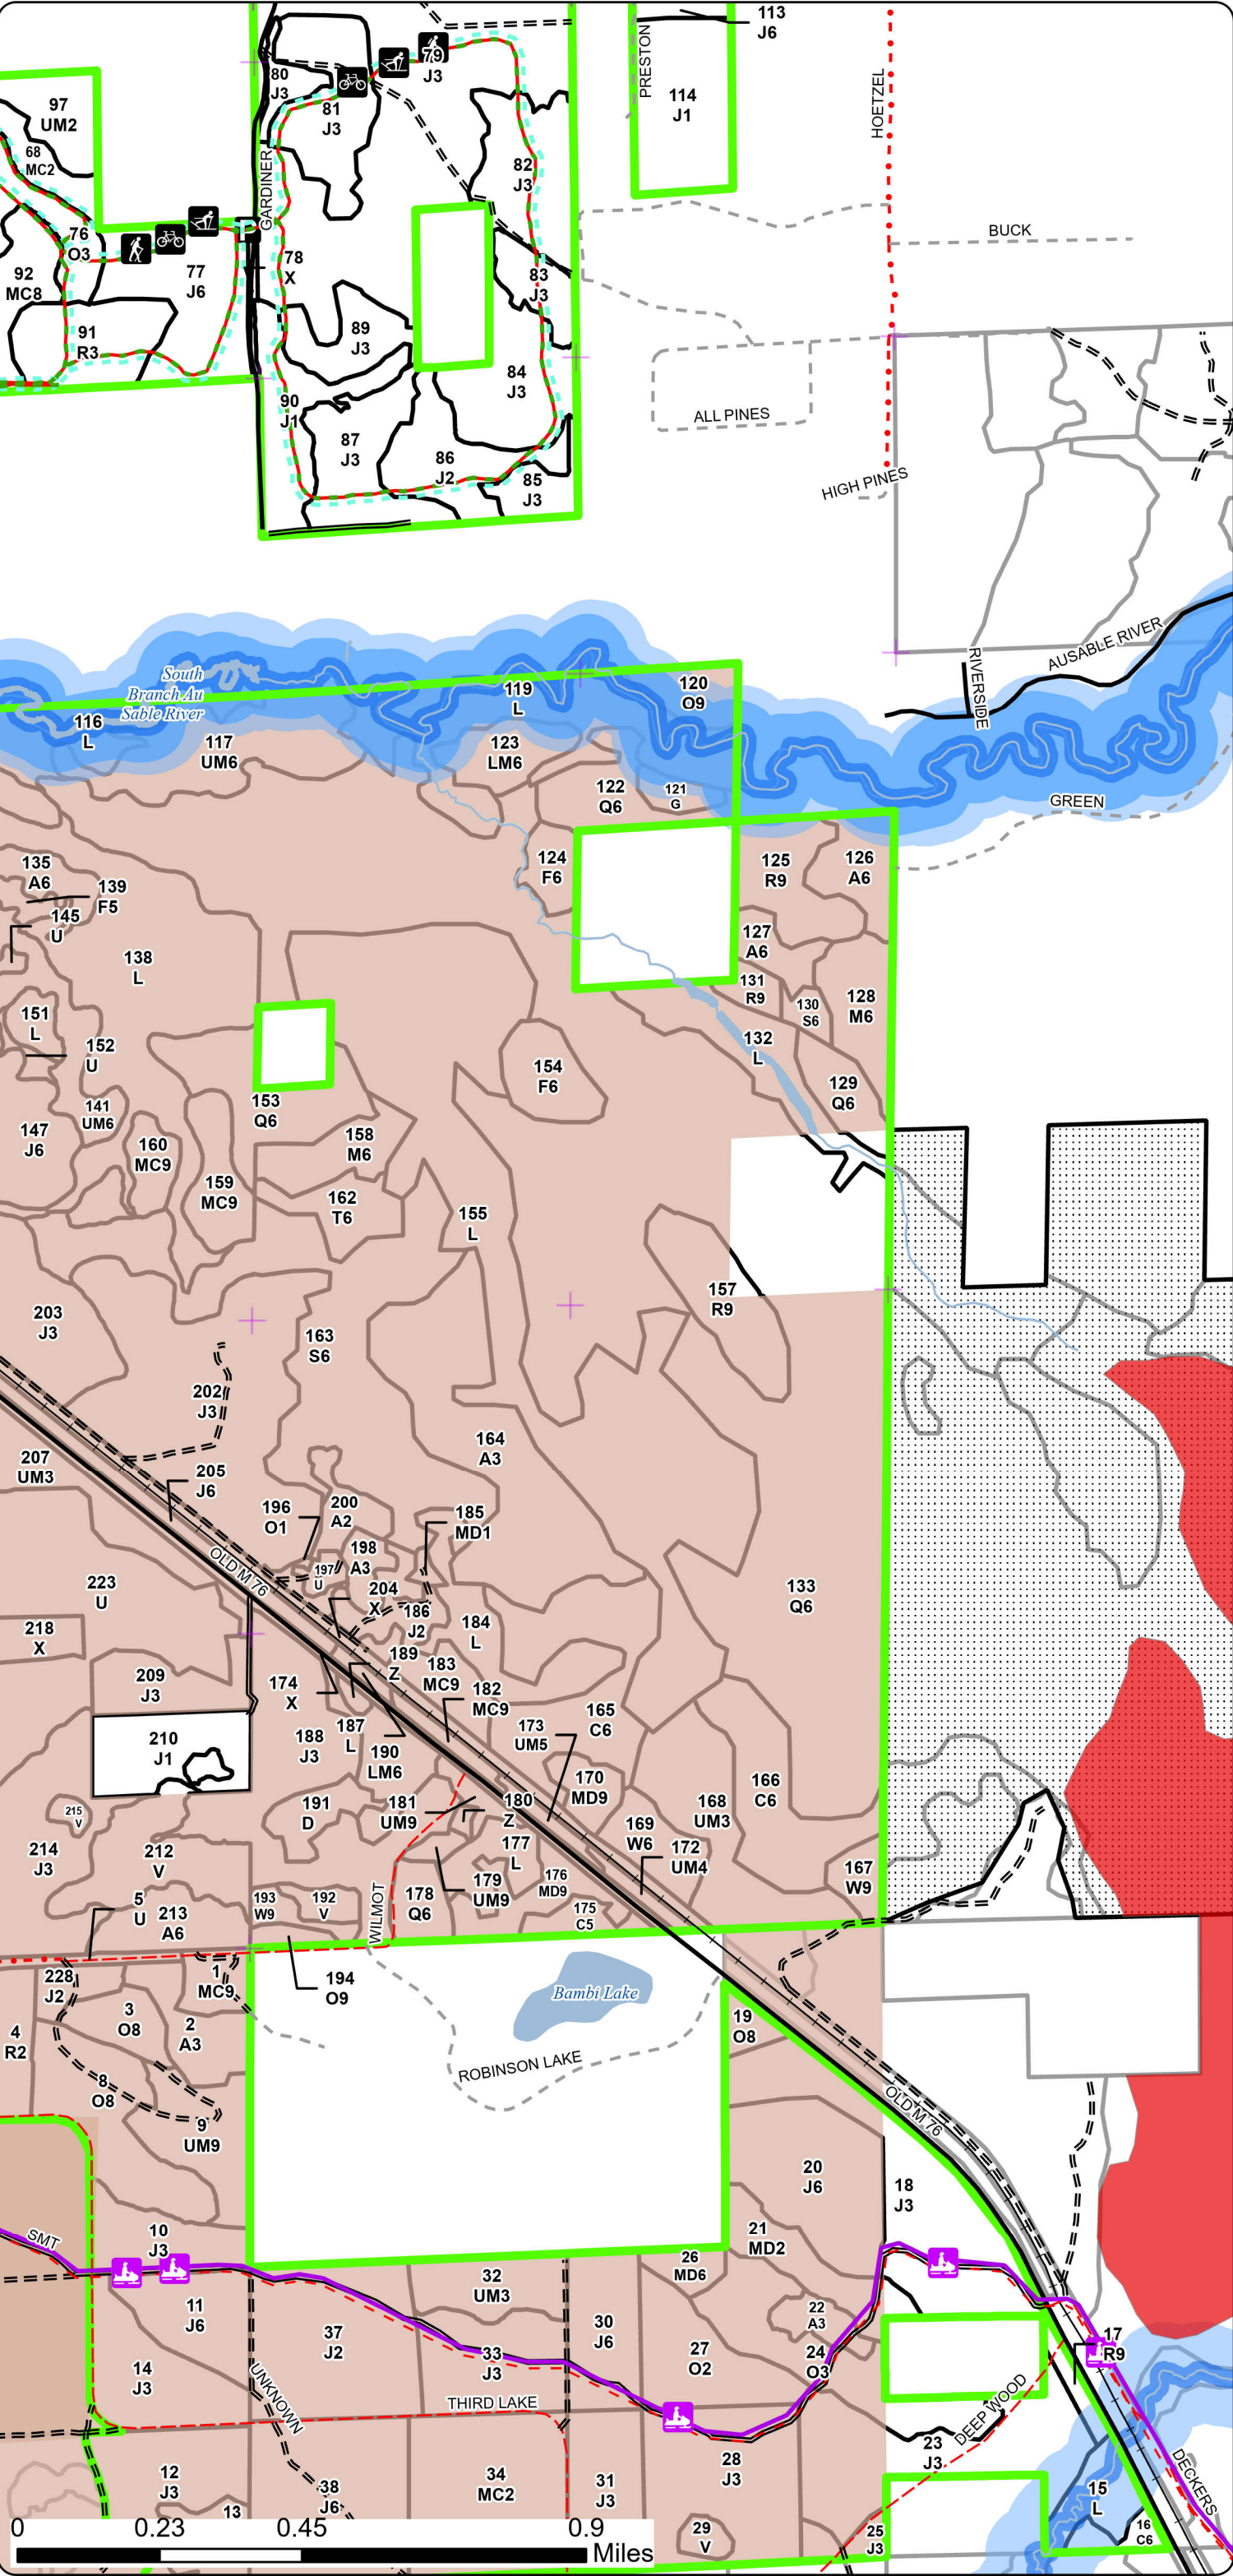 113
J6
PRESTON
HOETZEL
80
J3
79
J3
81
J3
97
UM2
114
J1
68
MC2
82
J3
GARDINER
76
O3
P
BUCK
92
MC8
77
J6
78
X
83
J3
91
R3
89
J3
84
J3
90
J1
ALL PINES
87
J3
86
J2
85
J3
HIGH PINES
AUSABLE RIVER
RIVERSIDE
South
Branch Au
Sable River
119
L
120
O9
116
L
117
UM6
123
LM6
122
Q6
121
G
GREEN
135
A6
139
F5
124
F6
125
R9
126
A6
145
U
127
A6
138
L
131
R9
130
S6
128
M6
151
L
152
U
132
L
154
F6
129
Q6
153
Q6
141
UM6
147
J6
160
MC9
158
M6
159
MC9
162
T6
155
L
157
R9
203
J3
163
S6
202
J3
164
A3
207
UM3
205
J6
196
O1
200
A2
185
MD1
198
A3
197
U
OLD M 76
223
U
204
X
186
J2
133
Q6
218
X
184
L
189
Z
183
MC9
209
J3
174
X
182
MC9
165
C6
173
UM5
187
L
188
J3
190
LM6
210
J1
170
MD9
166
C6
215
V
191
D
181
UM9
180
Z
168
UM3
169
W6
172
UM4
214
J3
212
V
177
L
167
W9
176
MD9
179
UM9
178
Q6
5
U
213
A6
193
W9
192
V
175
C5
WILMOT
228
J2
1
MC9
194
O9
Bambi Lake
3
O8
2
A3
4
R2
19
O8
ROBINSON LAKE
8
O8
OLD M 76
9
UM9
20
J6
18
J3
SMT
10
J3
21
MD2
26
MD6
32
UM3
11
J6
22
A3
30
J6
37
J2
17
R9
27
O2
24
O3
33
J3
14
J3
UNKNOWN
THIRD LAKE
DEEP WOOD
23
J3
28
J3
12
J3
34
MC2
31
J3
38
J6
15
L
DECKERS
13
29
V
25
J3
16
C6
0
0.23
0.45
0.9
Miles